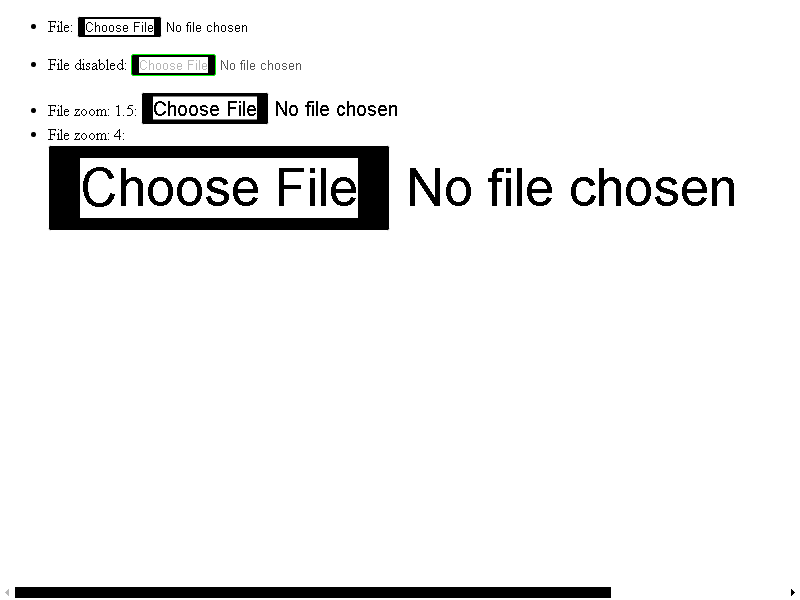 File: Choose File No file chosen
File disabled: Choose File No file chosen
File zoom: 1.5: Choose File No file chosen
File zoom: 4:
Choose File No file chosen